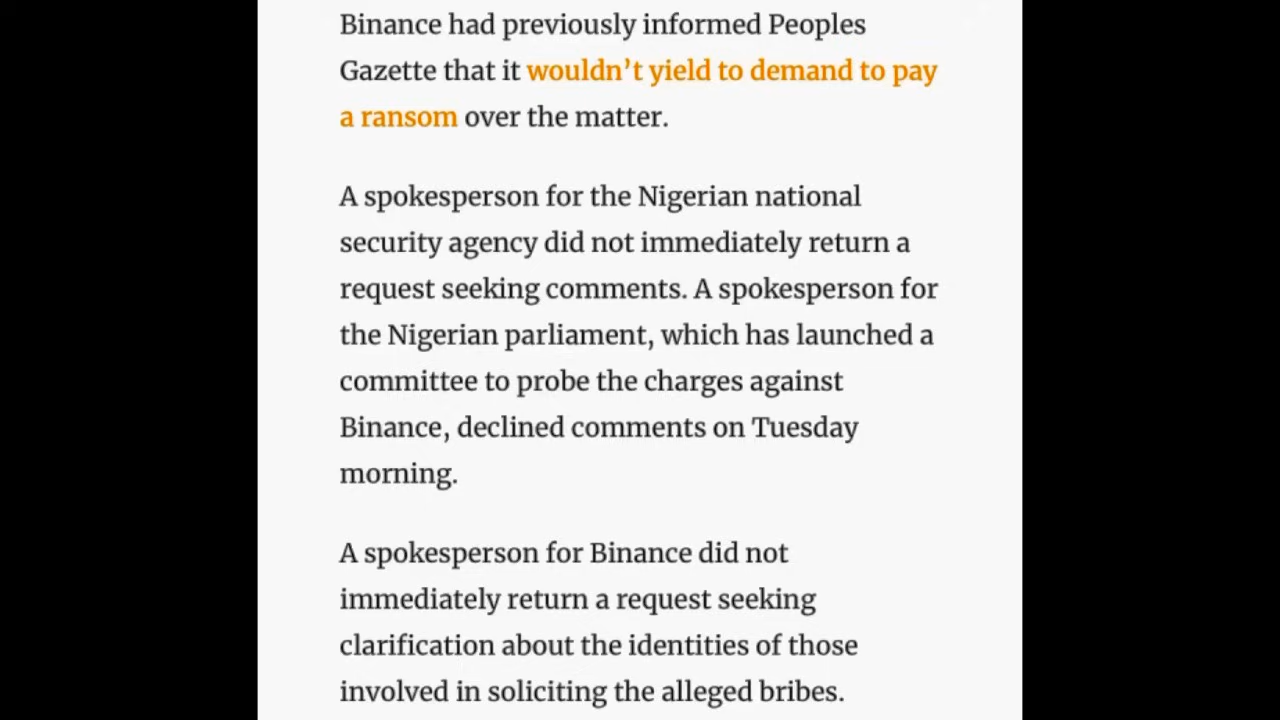 Binance had previously informed Peoples
Gazette that it wouldn’t yield to demand to pay
a ransom over the matter.
A spokesperson for the Nigerian national
security agency did not immediately return a
request seeking comments. A spokesperson for
the Nigerian parliament, which has launched a
committee to probe the charges against
Binance, declined comments on Tuesday
morning.
A spokesperson for Binance did not
immediately return a request seeking
clarification about the identities of those
involved in soliciting the alleged bribes.